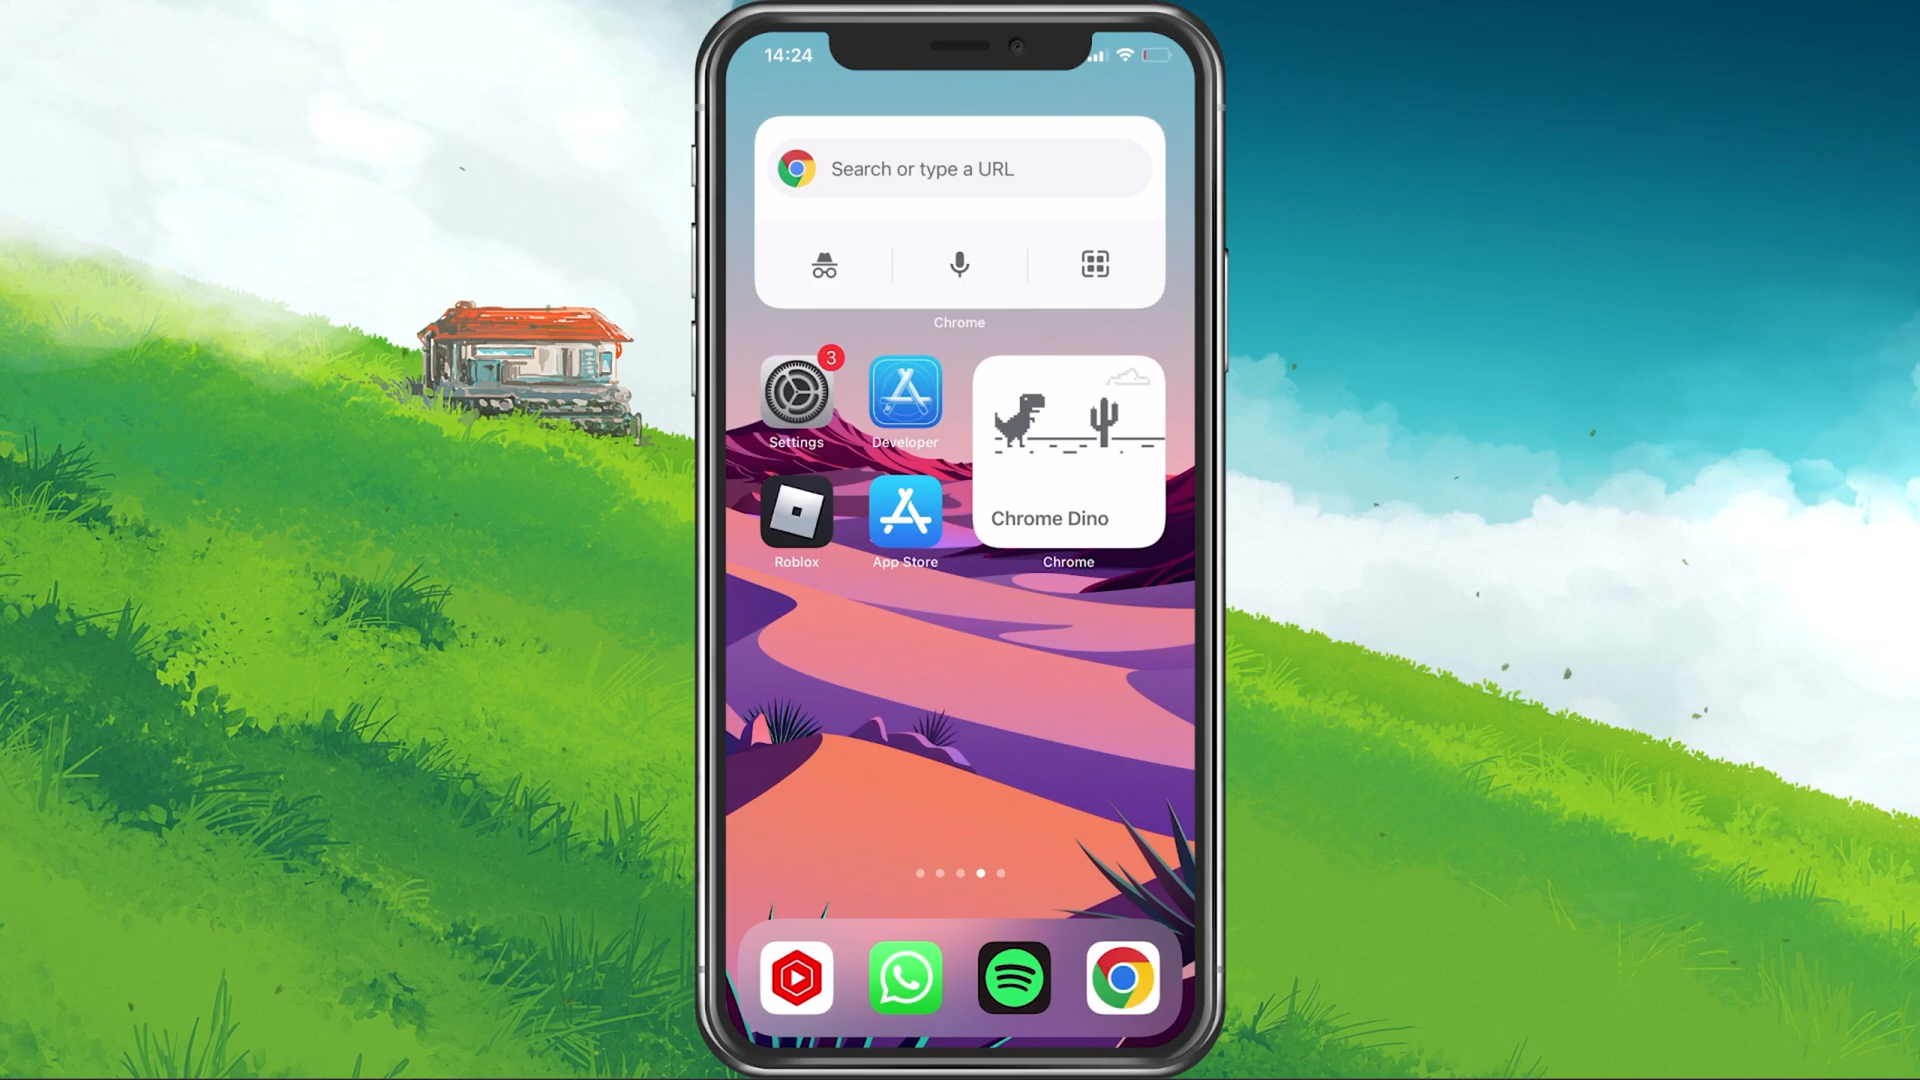 14:24
Search or type a URL
Chrome
3
Settings
Developer
Chrome Dino
Roblox
App Store
Chrome